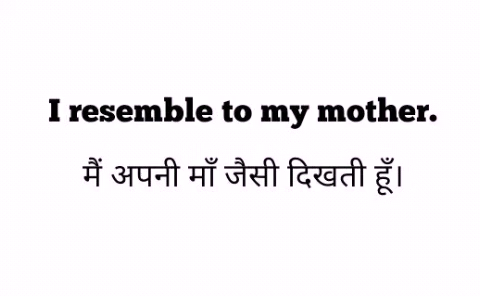 I resemble to my mother.
मैं अपनी माँ जैसी दिखती हूँ।